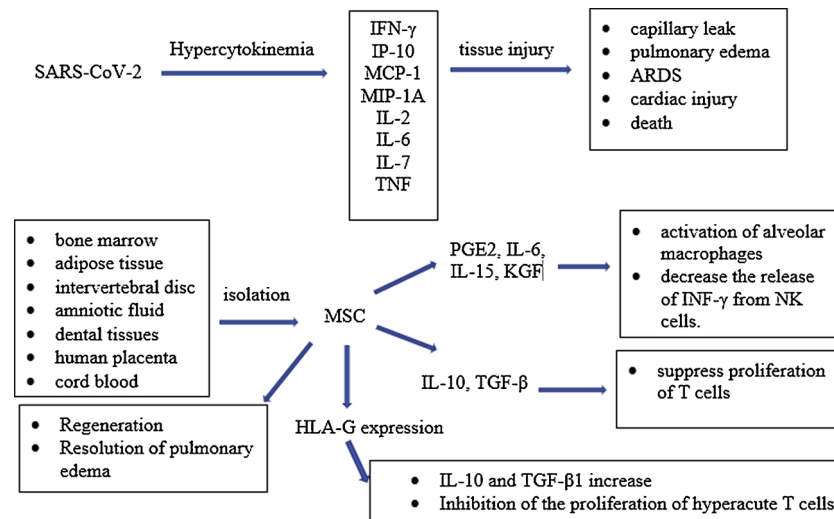 SARS-CoV-2
Hypercytokinemia
IFN-γ
IP-10
MCP-1
MIP-1A
IL-2
IL-6
IL-7
TNF
tissue injury
• capillary leak
• pulmonary edema
• ARDS
• cardiac injury
• death
• bone marrow
• adipose tissue
• intervertebral disc
• amniotic fluid
• dental tissues
• human placenta
• cord blood
isolation
MSC
PGE2, IL-6,
IL-15, KGF
• activation of alveolar
macrophages
• decrease the release
of INF-γ from NK
cells.
IL-10, TGF-β
• suppress proliferation
of T cells
• Regeneration
• Resolution of pulmonary
edema
HLA-G expression
• IL-10 and TGF-β1 increase
• Inhibition of the proliferation of hyperacute T cells